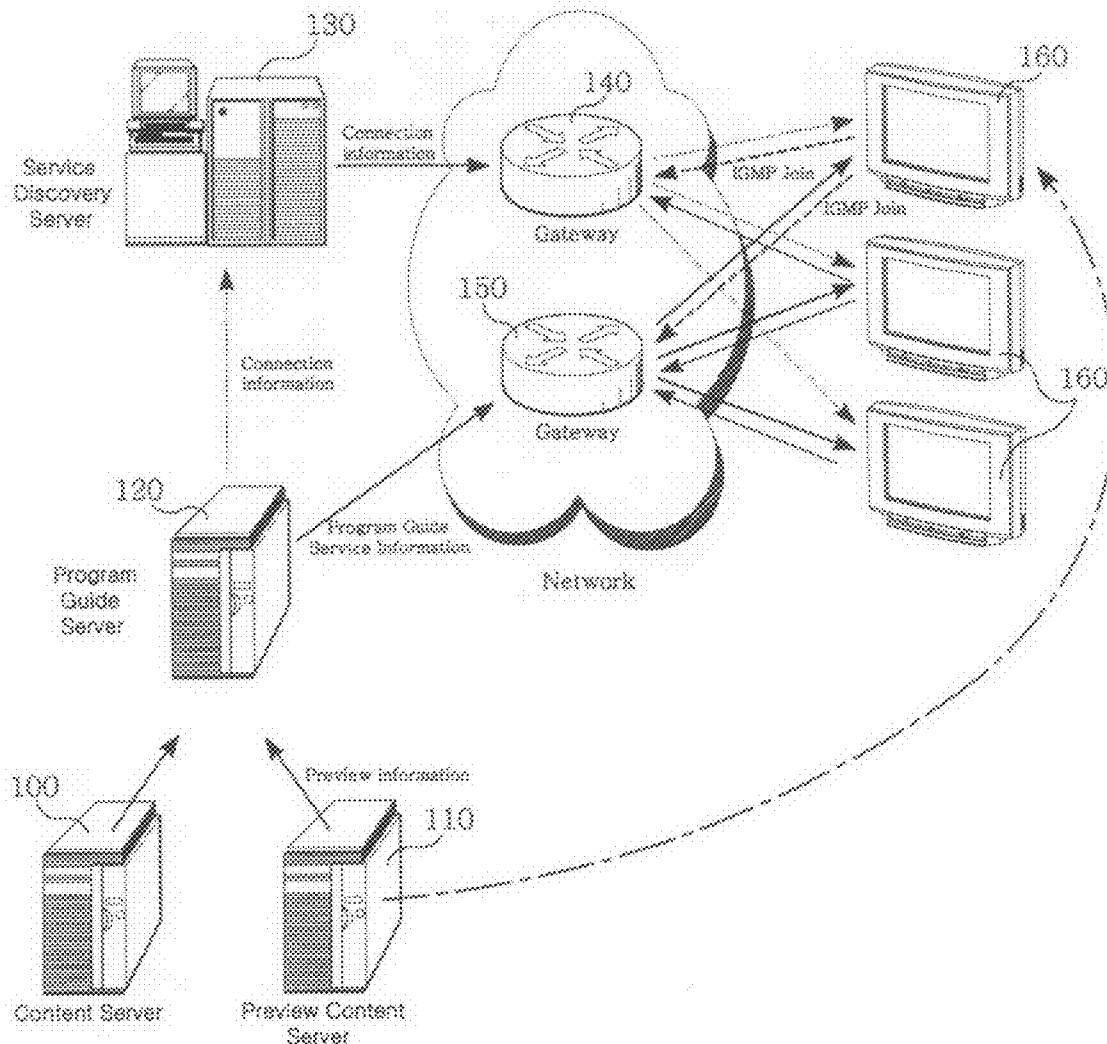 130
160
140
Connection
information
Service
Discovery
Server
IGMP Join
IGMP Join
Gateway
150
Connection
information
160
Gateway
120
Program Guide
Service Information
Program
Guide
Server
Network
Preview information
100
110
Content Server
Preview Content
Server